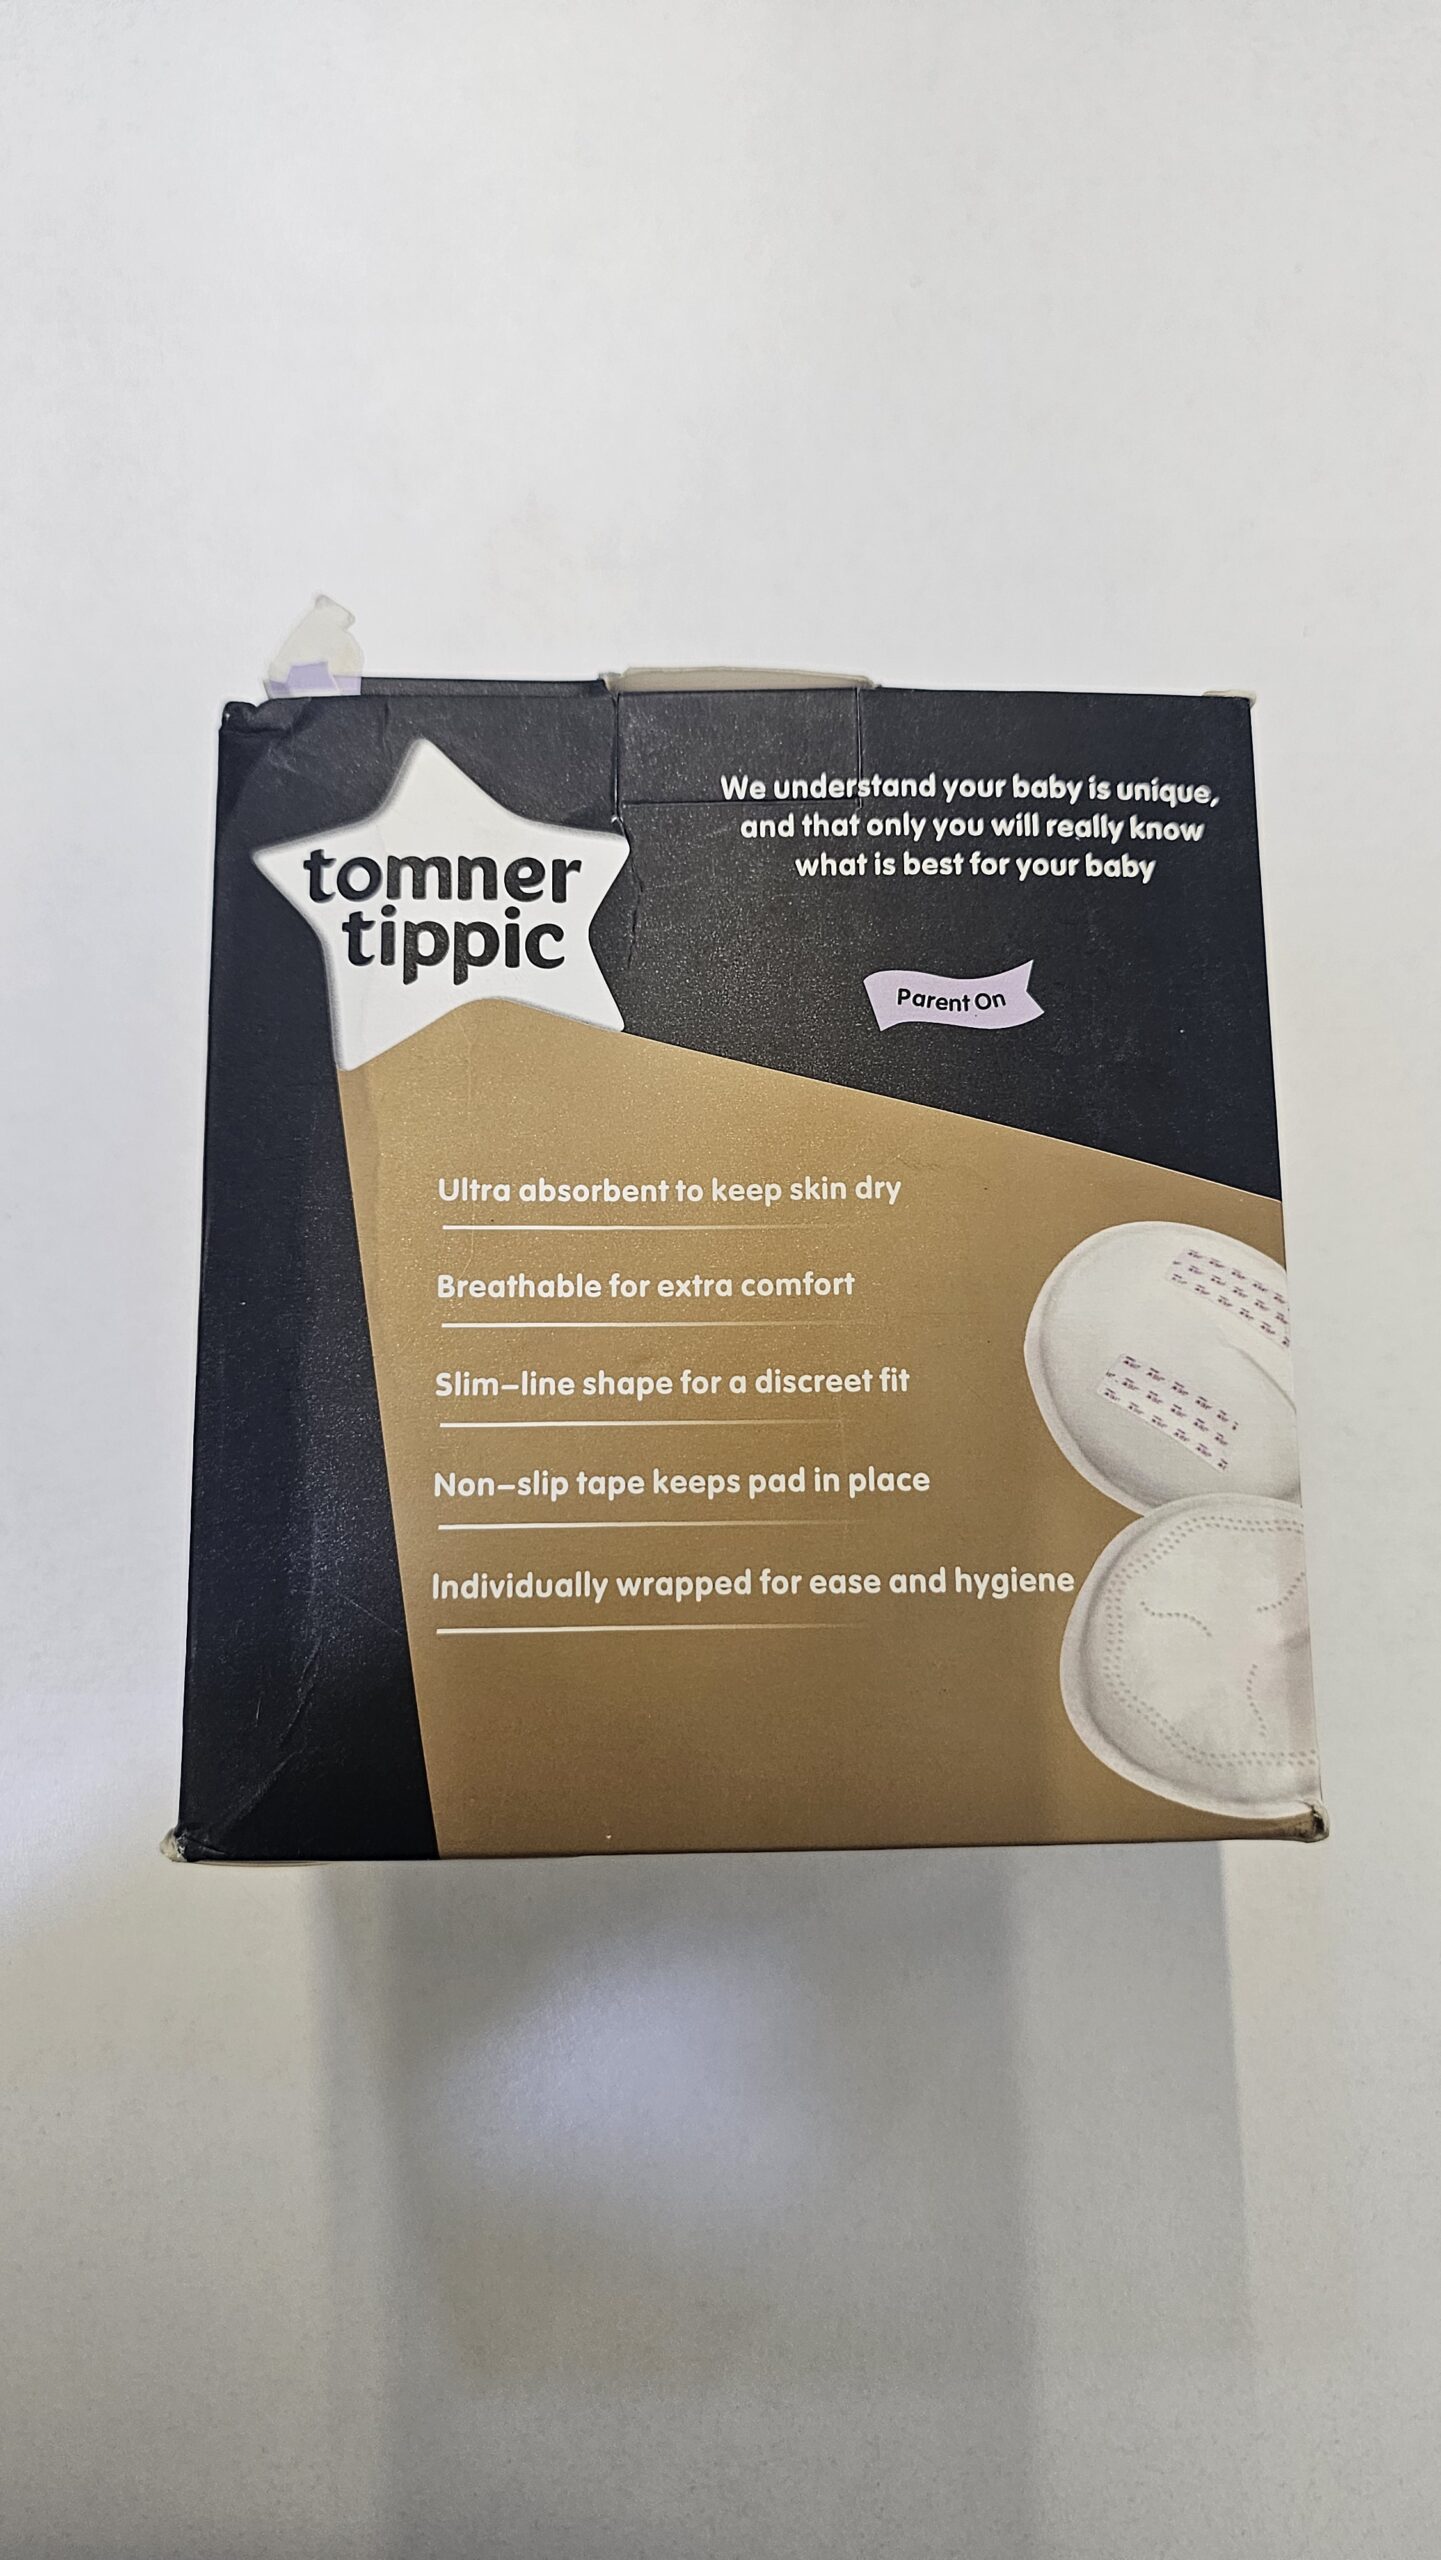 tomner
tippic
We understand your baby is unique,
and that only you will really know
what is best for your baby
Parent On
Ultra absorbent to keep skin dry
Breathable for extra comfort
Slim–line shape for a discreet fit
Non–slip tape keeps pad in place
Individually wrapped for ease and hygiene